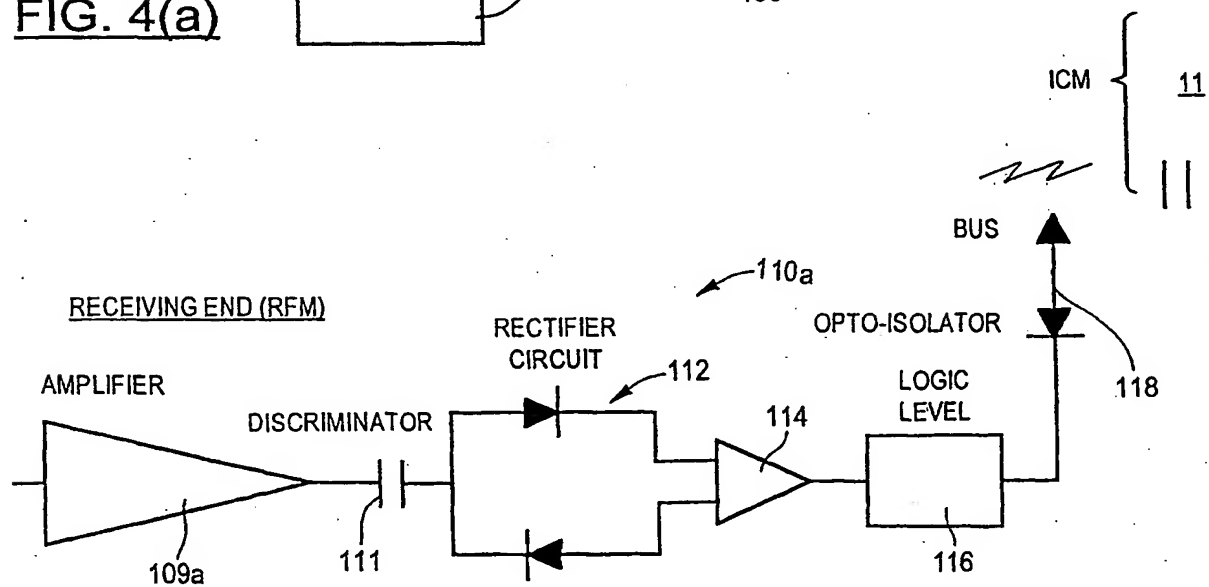 FIG. 4(a)
ICM
11
BUS
110a
RECEIVING END (RFM)
RECTIFIER
CIRCUIT
OPTO-ISOLATOR
112
118
AMPLIFIER
LOGIC
LEVEL
DISCRIMINATOR
114
109a
111
116